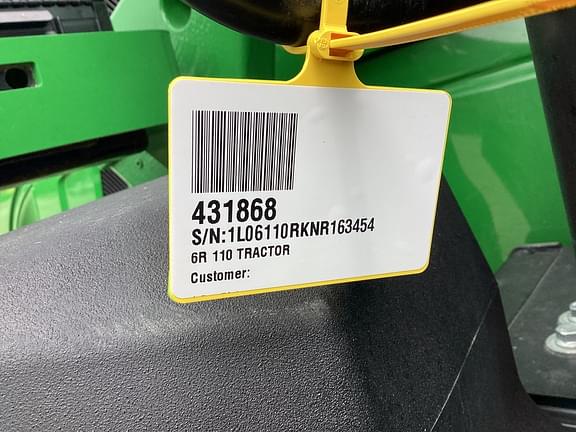 431868
S/N:1L06110RKNR163454
6R 110 TRACTOR
Customer: